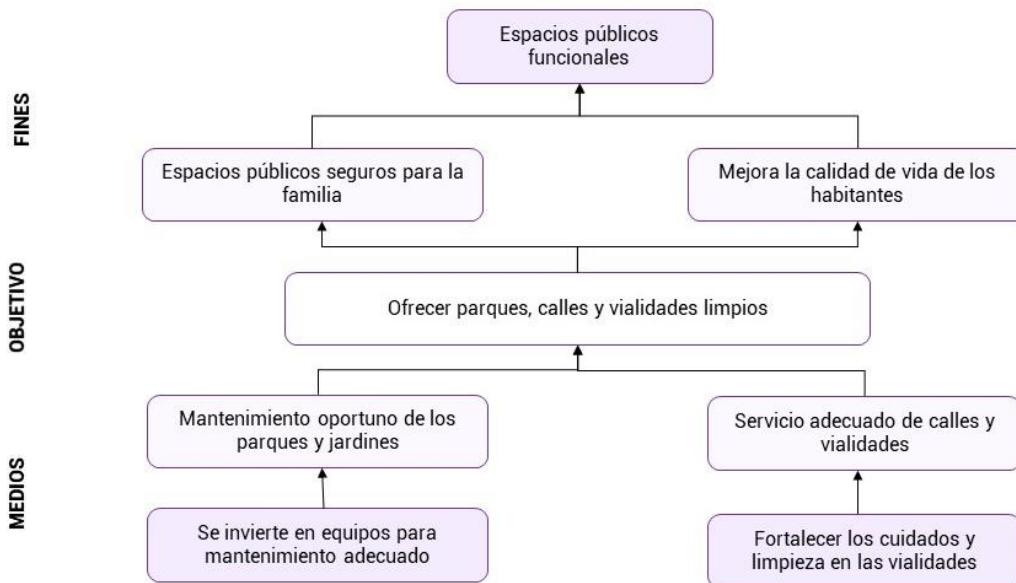 FINES
Espacios públicos
funcionales
Espacios públicos seguros para la
familia
Mejora la calidad de vida de los
habitantes
OBJETIVO
Ofrecer parques, calles y vialidades limpios
MEDIOS
Mantenimiento oportuno de los
parques y jardines
Servicio adecuado de calles y
vialidades
Se invierte en equipos para
mantenimiento adecuado
Fortalecer los cuidados y
limpieza en las vialidades